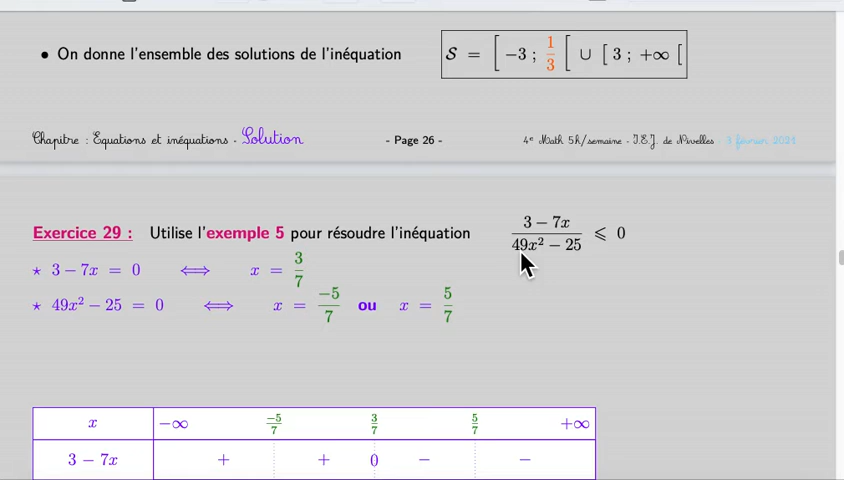 • On donne l'ensemble des solutions de l'inéquation S = [ −3 ; 1/3 [ ∪ [ 3 ; +∞ [
Chapitre : Equations et inéquations - Solution - Page 26 - 4e Math 5h/semaine - I.E.J. de Nivelles - 3 février 2021
Exercice 29 : Utilise l'exemple 5 pour résoudre l'inéquation (3 − 7x)/(49x² − 25) ⩽ 0
⋆ 3 − 7x = 0 ⟺ x = 3/7
⋆ 49x² − 25 = 0 ⟺ x = −5/7 ou x = 5/7
x −∞ −5/7 3/7 5/7 +∞
3 − 7x + + 0 − −